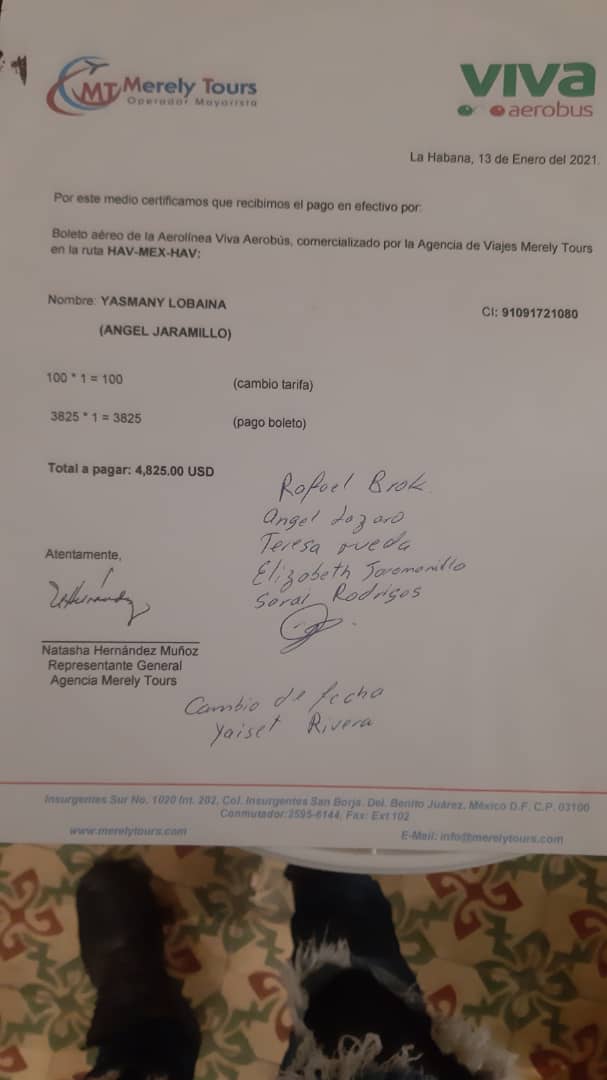 MT Merely Tours
Operador Mayorista
viva
aerobus
La Habana, 13 de Enero del 2021.
Por este medio certificamos que recibimos el pago en efectivo por:
Boleto aéreo de la Aerolínea Viva Aerobús, comercializado por la Agencia de Viajes Merely Tours
en la ruta HAV-MEX-HAV:
Nombre: YASMANY LOBAINA
CI: 91091721080
(ANGEL JARAMILLO)
100 * 1 = 100 (cambio tarifa)
3825 * 1 = 3825 (pago boleto)
Total a pagar: 4,825.00 USD
Rafael Brok.
Angel Lazaro
Teresa rueda
Elizabeth Joromonillo
Sarai Rodrigos
Atentamente,
Natasha Hernández Muñoz
Representante General
Agencia Merely Tours
Cambio de fecha
Yaiset Rivera
Insurgentes Sur No. 1020 Int. 202, Col. Insurgentes San Borja, Del. Benito Juárez, México D.F. C.P. 03100
Conmutador:2595-6144, Fax: Ext 102
www.merelytours.com
E-Mail: info@merelytours.com